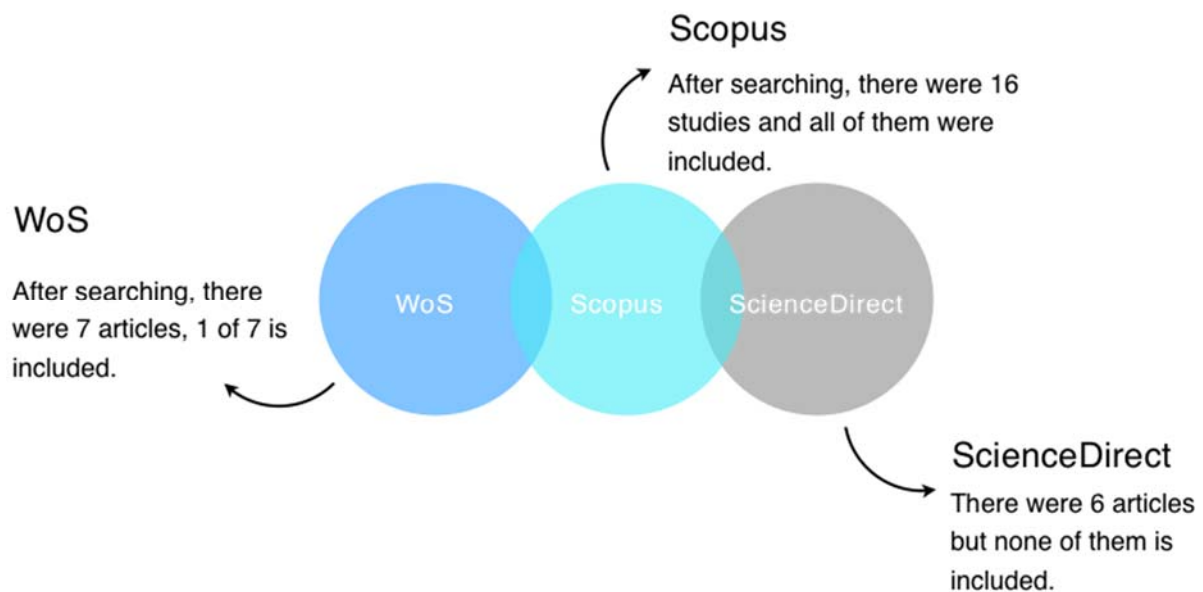 Scopus
After searching, there were 16
studies and all of them were
included.
WoS
After searching, there
were 7 articles, 1 of 7 is
included.
WoS
Scopus
ScienceDirect
ScienceDirect
There were 6 articles
but none of them is
included.